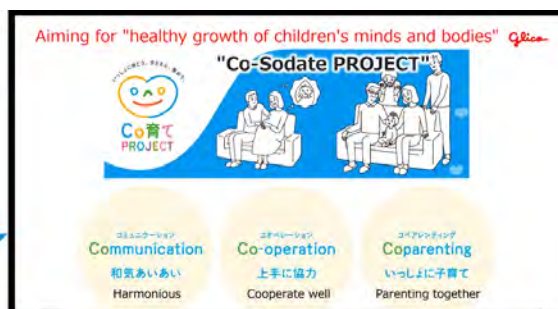 Aiming for "healthy growth of children's minds and bodies" Glico
"Co-Sodate PROJECT"
Co育て
PROJECT
コミュニケーション コオペレーション コペアレンティング
Communication Co-operation Coparenting
和気あいあい 上手に協力 いっしょに子育て
Harmonious Cooperate well Parenting together